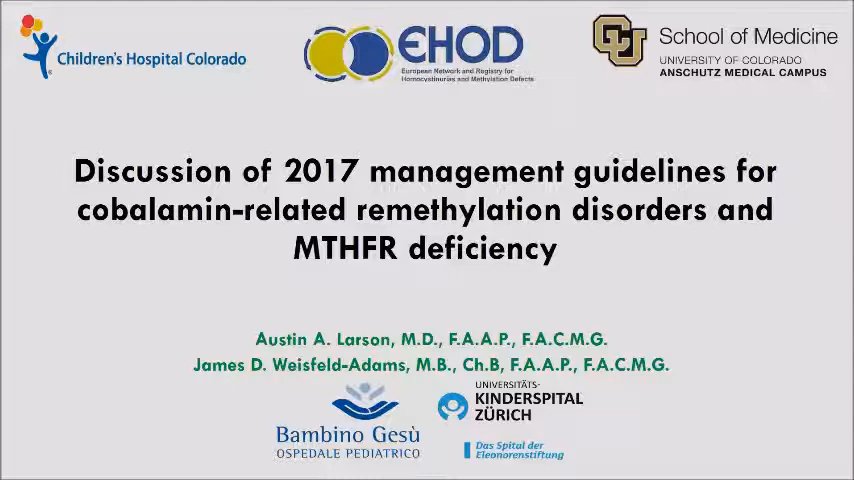 Children's Hospital Colorado
EHOD
European Network and Registry for
Homocystinurias and Methylation Defects
School of Medicine
UNIVERSITY OF COLORADO
ANSCHUTZ MEDICAL CAMPUS
Discussion of 2017 management guidelines for
cobalamin-related remethylation disorders and
MTHFR deficiency
Austin A. Larson, M.D., F.A.A.P., F.A.C.M.G.
James D. Weisfeld-Adams, M.B., Ch.B, F.A.A.P., F.A.C.M.G.
Bambino Gesù
OSPEDALE PEDIATRICO
UNIVERSITÄTS-
KINDERSPITAL
ZÜRICH
Das Spital der
Eleonorenstiftung